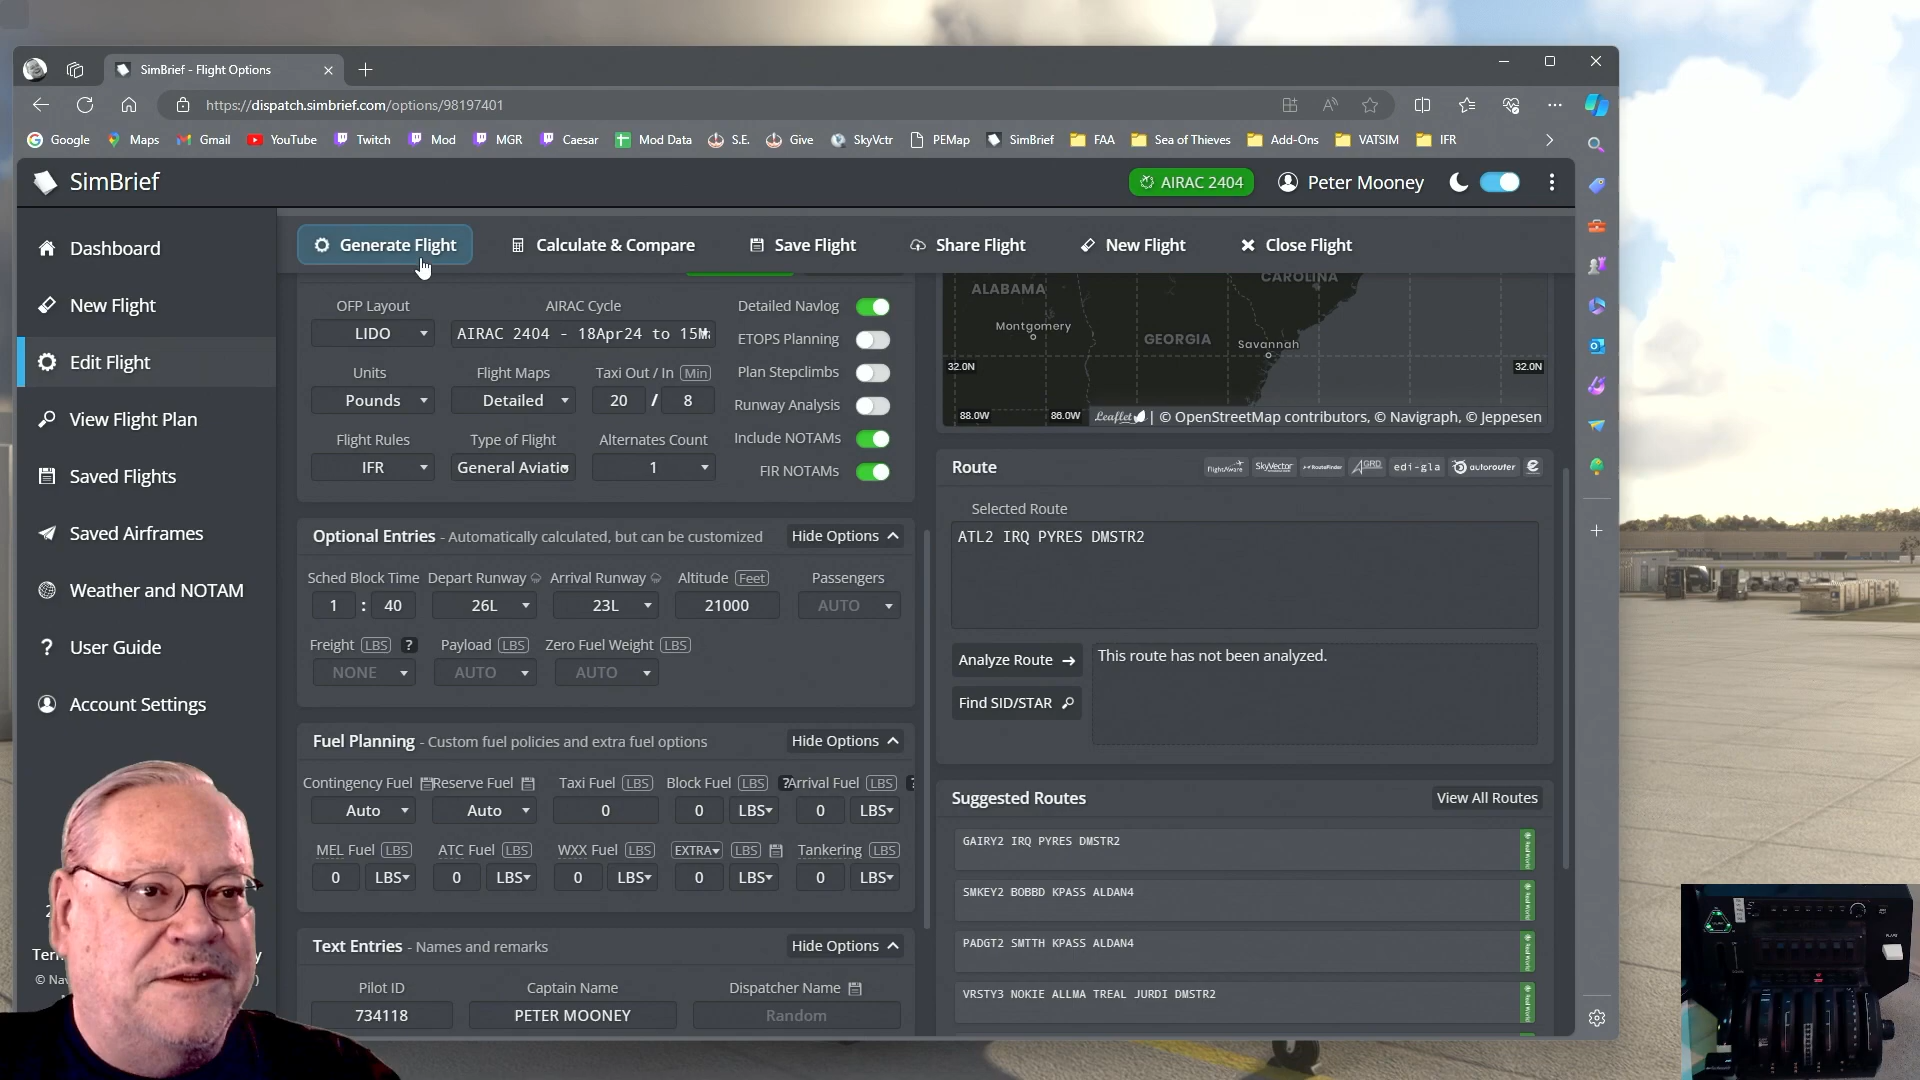 SimBrief - Flight Options
https://dispatch.simbrief.com/options/98197401
Google Maps Gmail YouTube Twitch Mod MGR Caesar Mod Data S.E. Give SkyVctr PEMap SimBrief FAA Sea of Thieves Add-Ons VATSIM IFR
SimBrief
AIRAC 2404
Peter Mooney
Dashboard
New Flight
Edit Flight
View Flight Plan
Saved Flights
Saved Airframes
Weather and NOTAM
User Guide
Account Settings
Generate Flight
Calculate & Compare
Save Flight
Share Flight
New Flight
Close Flight
OFP Layout
LIDO
AIRAC Cycle
AIRAC 2404 - 18Apr24 to 15Ma
Units
Pounds
Flight Maps
Detailed
Taxi Out / In Min
20 / 8
Flight Rules
IFR
Type of Flight
General Aviatio
Alternates Count
1
Detailed Navlog
ETOPS Planning
Plan Stepclimbs
Runway Analysis
Include NOTAMs
FIR NOTAMs
Optional Entries - Automatically calculated, but can be customized
Hide Options
Sched Block Time
1 : 40
Depart Runway
26L
Arrival Runway
23L
Altitude Feet
21000
Passengers
AUTO
Freight LBS ?
NONE
Payload LBS
AUTO
Zero Fuel Weight LBS
AUTO
Fuel Planning - Custom fuel policies and extra fuel options
Hide Options
Contingency Fuel
Auto
Reserve Fuel
Auto
Taxi Fuel LBS
0
Block Fuel LBS ?
0 LBS
Arrival Fuel LBS ?
0 LBS
MEL Fuel LBS
0 LBS
ATC Fuel LBS
0 LBS
WXX Fuel LBS
0 LBS
EXTRA LBS
0 LBS
Tankering LBS
0 LBS
Text Entries - Names and remarks
Hide Options
Pilot ID
734118
Captain Name
PETER MOONEY
Dispatcher Name
Random
ALABAMA
CAROLINA
Montgomery
GEORGIA
Savannah
32.0N
32.0N
88.0W
86.0W
Leaflet | © OpenStreetMap contributors, © Navigraph, © Jeppesen
Route
FlightAware SkyVector RouteFinder GRD edi-gla autorouter
Selected Route
ATL2 IRQ PYRES DMSTR2
Analyze Route
This route has not been analyzed.
Find SID/STAR
Suggested Routes
View All Routes
GAIRY2 IRQ PYRES DMSTR2
SMKEY2 BOBBD KPASS ALDAN4
PADGT2 SMTTH KPASS ALDAN4
VRSTY3 NOKIE ALLMA TREAL JURDI DMSTR2